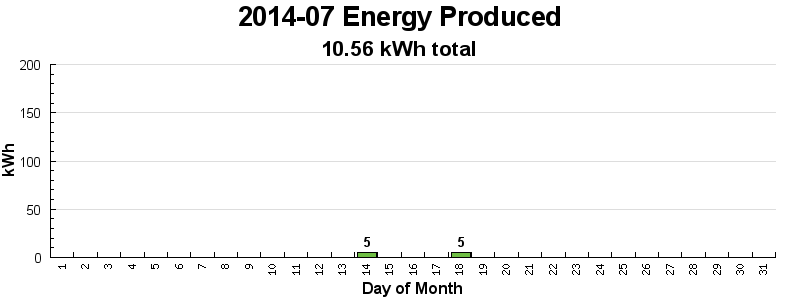 2014-07 Energy Produced
10.56 kWh total
kWh
200
150
100
50
0
5 5
1 2 3 4 5 6 7 8 9 10 11 12 13 14 15 16 17 18 19 20 21 22 23 24 25 26 27 28 29 30 31
Day of Month